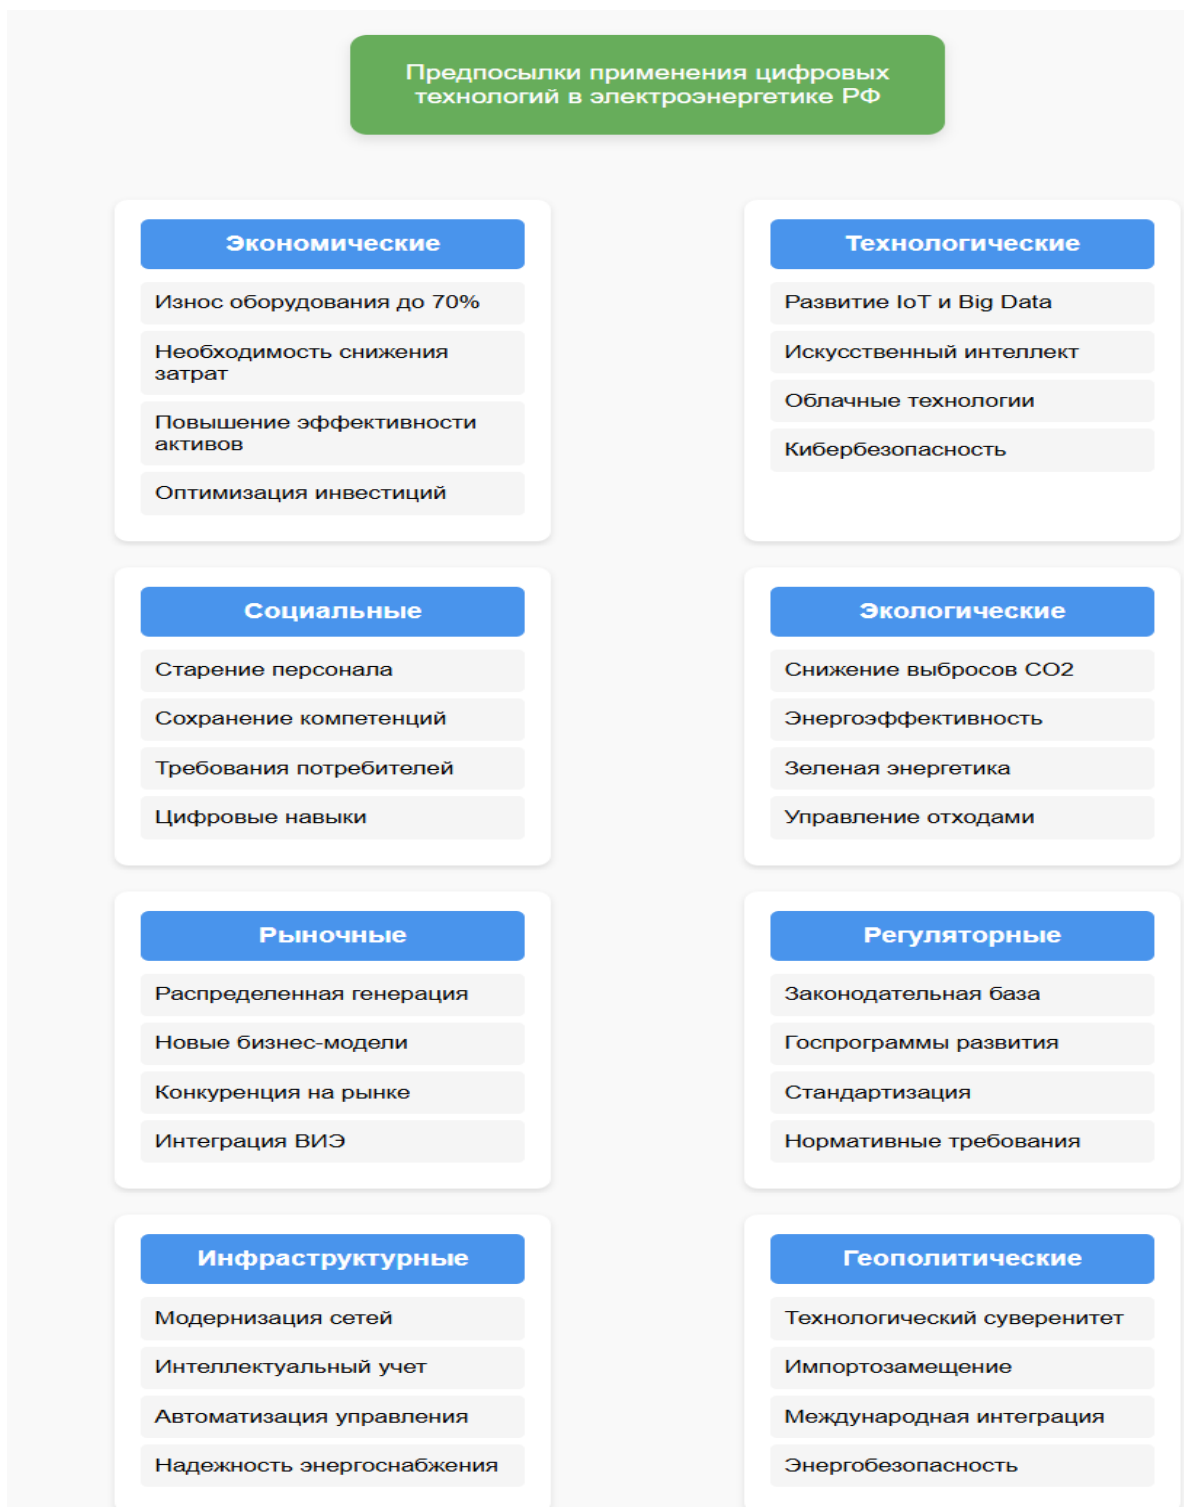 Предпосылки применения цифровых
технологий в электроэнергетике РФ
Экономические
Износ оборудования до 70%
Необходимость снижения
затрат
Повышение эффективности
активов
Оптимизация инвестиций
Технологические
Развитие IoT и Big Data
Искусственный интеллект
Облачные технологии
Кибербезопасность
Социальные
Старение персонала
Сохранение компетенций
Требования потребителей
Цифровые навыки
Экологические
Снижение выбросов CO2
Энергоэффективность
Зеленая энергетика
Управление отходами
Рыночные
Распределенная генерация
Новые бизнес-модели
Конкуренция на рынке
Интеграция ВИЭ
Регуляторные
Законодательная база
Госпрограммы развития
Стандартизация
Нормативные требования
Инфраструктурные
Модернизация сетей
Интеллектуальный учет
Автоматизация управления
Надежность энергоснабжения
Геополитические
Технологический суверенитет
Импортозамещение
Международная интеграция
Энергобезопасность